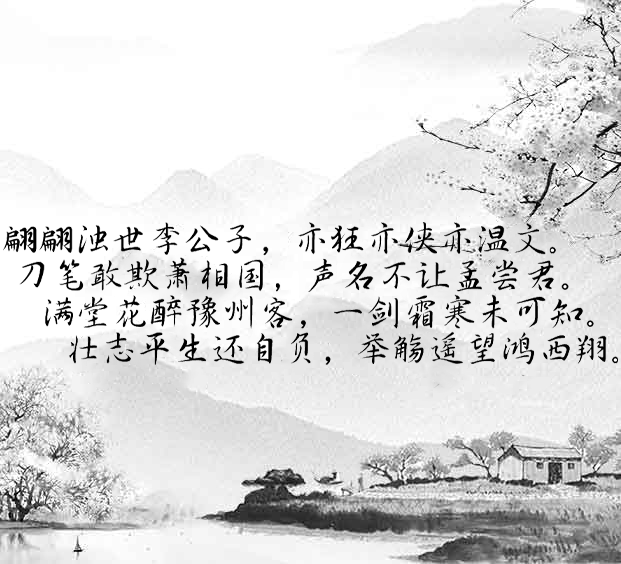 翩翩浊世李公子，亦狂亦侠亦温文。
刀笔敢欺萧相国，声名不让孟尝君。
满堂花醉豫州客，一剑霜寒未可知。
壮志平生还自负，举觞遥望鸿西翔。